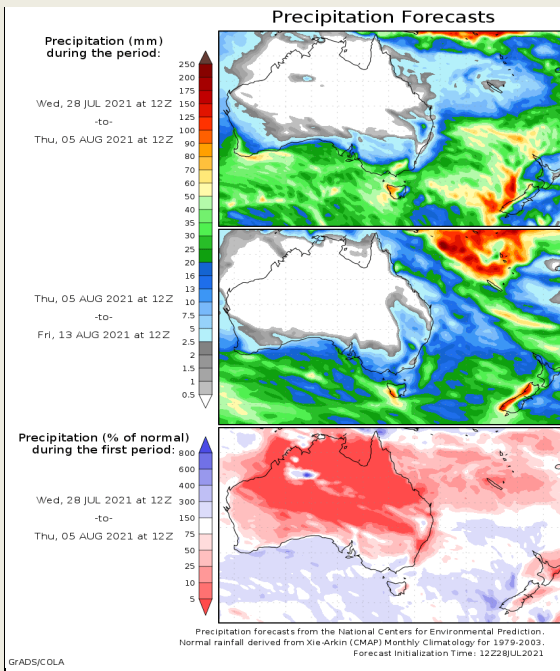 Precipitation Forecasts
Precipitation (mm)
during the period:
Wed, 28 JUL 2021 at 12Z
-to-
Thu, 05 AUG 2021 at 12Z
250
200
175
150
125
100
90
80
70
60
50
40
35
30
25
20
16
13
10
7.5
5
2.5
2
1.5
1
0.5
Thu, 05 AUG 2021 at 12Z
-to-
Fri, 13 AUG 2021 at 12Z
Precipitation (% of normal)
during the first period:
Wed, 28 JUL 2021 at 12Z
-to-
Thu, 05 AUG 2021 at 12Z
800
600
400
300
150
75
50
25
10
5
Precipitation forecasts from the National Centers for Environmental Prediction.
Normal rainfall derived from Xie-Arkin (CMAP) Monthly Climatology for 1979-2003.
Forecast Initialization Time: 12Z28JUL2021
GrADS/COLA